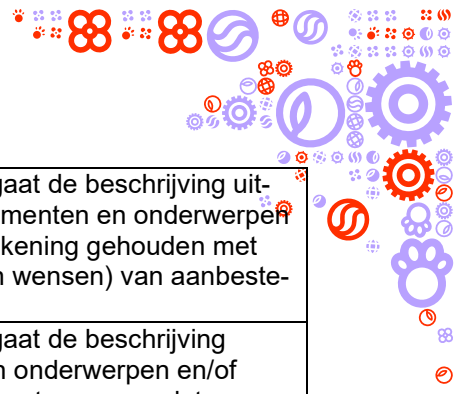 gaat de beschrijving uit-
menten en onderwerpen
kening gehouden met
n wensen) van aanbeste-
gaat de beschrijving
n onderwerpen en/of